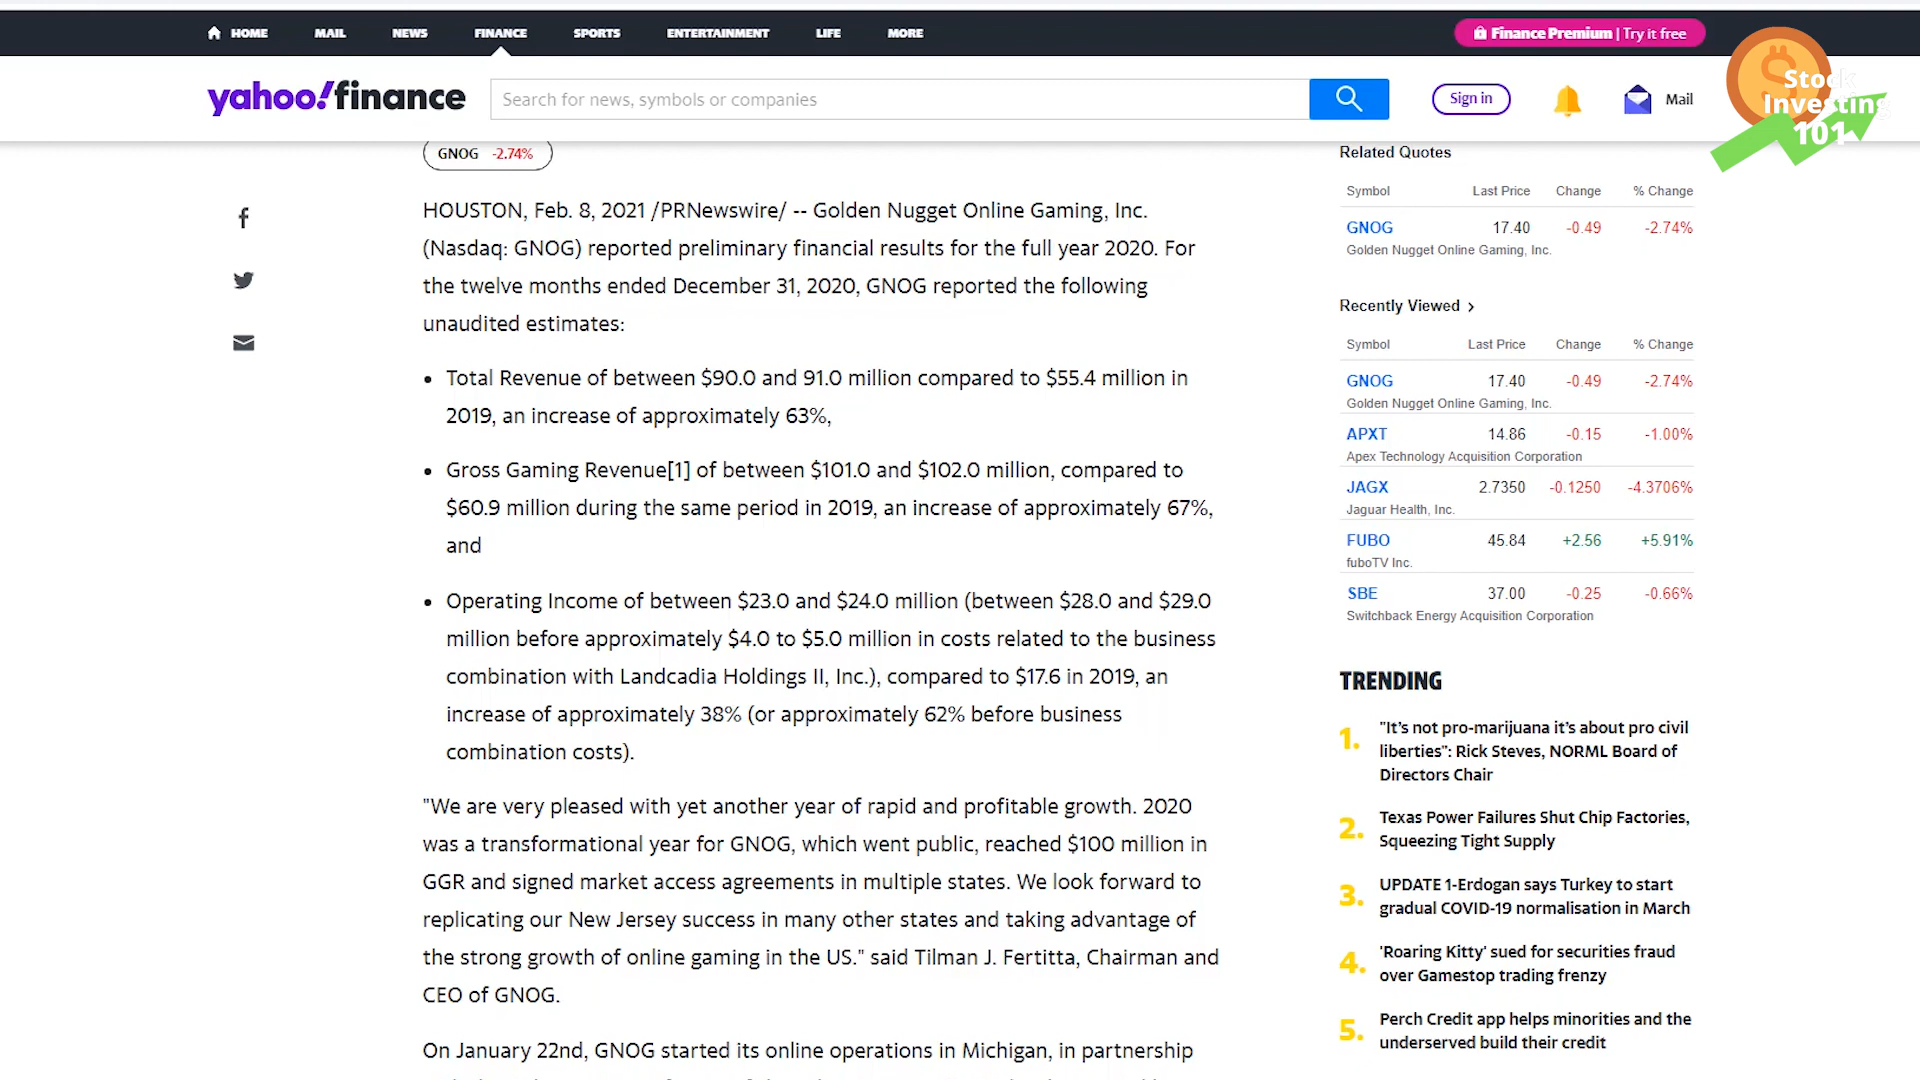 HOME MAIL NEWS FINANCE SPORTS ENTERTAINMENT LIFE MORE
Finance Premium | Try it free
yahoo!finance
Search for news, symbols or companies
Sign in
Mail
Stock
Investing
101
GNOG -2.74%
HOUSTON, Feb. 8, 2021 /PRNewswire/ -- Golden Nugget Online Gaming, Inc.
(Nasdaq: GNOG) reported preliminary financial results for the full year 2020. For
the twelve months ended December 31, 2020, GNOG reported the following
unaudited estimates:
• Total Revenue of between $90.0 and 91.0 million compared to $55.4 million in
2019, an increase of approximately 63%,
• Gross Gaming Revenue[1] of between $101.0 and $102.0 million, compared to
$60.9 million during the same period in 2019, an increase of approximately 67%,
and
• Operating Income of between $23.0 and $24.0 million (between $28.0 and $29.0
million before approximately $4.0 to $5.0 million in costs related to the business
combination with Landcadia Holdings II, Inc.), compared to $17.6 in 2019, an
increase of approximately 38% (or approximately 62% before business
combination costs).
"We are very pleased with yet another year of rapid and profitable growth. 2020
was a transformational year for GNOG, which went public, reached $100 million in
GGR and signed market access agreements in multiple states. We look forward to
replicating our New Jersey success in many other states and taking advantage of
the strong growth of online gaming in the US." said Tilman J. Fertitta, Chairman and
CEO of GNOG.
On January 22nd, GNOG started its online operations in Michigan, in partnership
Related Quotes
Symbol Last Price Change % Change
GNOG 17.40 -0.49 -2.74%
Golden Nugget Online Gaming, Inc.
Recently Viewed >
Symbol Last Price Change % Change
GNOG 17.40 -0.49 -2.74%
Golden Nugget Online Gaming, Inc.
APXT 14.86 -0.15 -1.00%
Apex Technology Acquisition Corporation
JAGX 2.7350 -0.1250 -4.3706%
Jaguar Health, Inc.
FUBO 45.84 +2.56 +5.91%
fuboTV Inc.
SBE 37.00 -0.25 -0.66%
Switchback Energy Acquisition Corporation
TRENDING
1. "It's not pro-marijuana it's about pro civil
liberties": Rick Steves, NORML Board of
Directors Chair
2. Texas Power Failures Shut Chip Factories,
Squeezing Tight Supply
3. UPDATE 1-Erdogan says Turkey to start
gradual COVID-19 normalisation in March
4. 'Roaring Kitty' sued for securities fraud
over Gamestop trading frenzy
5. Perch Credit app helps minorities and the
underserved build their credit